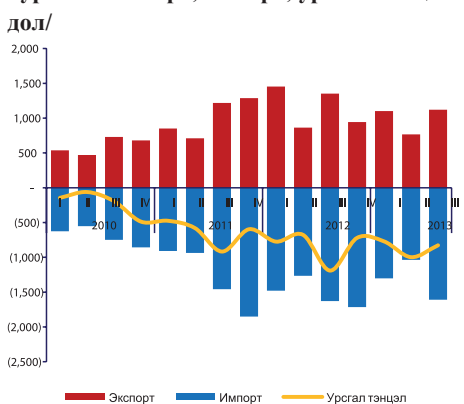 дол/
2,000
1,500
1,000
500
-
(500)
(1,000)
(1,500)
(2,000)
(2,500)
I II III IV I II III IV I II III IV I II III
2010 2011 2012 2013
Экспорт Импорт Урсгал тэнцэл